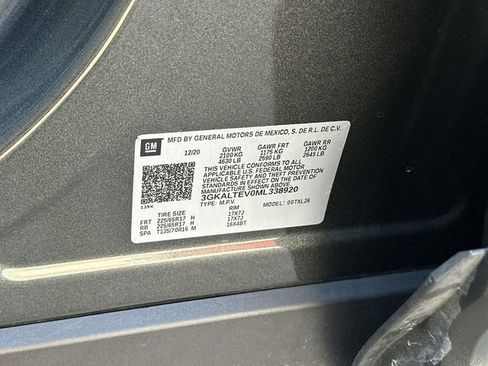 GM
MFD BY GENERAL MOTORS DE MEXICO, S. DE R.L. DE C.V.
12/20 GVWR GAWR FRT GAWR RR
2100 KG 1175 KG 1200 KG
4630 LB 2590 LB 2645 LB
THIS VEHICLE CONFORMS TO ALL
APPLICABLE U.S. FEDERAL MOTOR
VEHICLE SAFETY AND THEFT PREVENTION
STANDARDS IN EFFECT ON THE DATE OF
MANUFACTURE SHOWN ABOVE.
3GKALTEV0ML338920
TYPE: M.P.V. MODEL: 00TXL26
TIRE SIZE RIM
FRT 225/65R17 H 17X7J
RR 225/65R17 H 17X7J
SPA T135/70R16 M 16X4BT